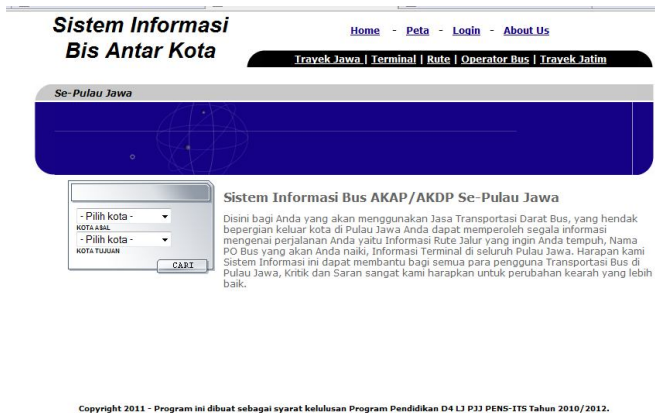 Sistem Informasi
Bis Antar Kota
Home - Peta - Login - About Us
Trayek Jawa | Terminal | Rute | Operator Bus | Trayek Jatim
Se-Pulau Jawa
- Pilih kota -
KOTA ASAL
- Pilih kota -
KOTA TUJUAN
CARI
Sistem Informasi Bus AKAP/AKDP Se-Pulau Jawa
Disini bagi Anda yang akan menggunakan Jasa Transportasi Darat Bus, yang hendak
bepergian keluar kota di Pulau Jawa Anda dapat memperoleh segala informasi
mengenai perjalanan Anda yaitu Informasi Rute Jalur yang ingin Anda tempuh, Nama
PO Bus yang akan Anda naiki, Informasi Terminal di seluruh Pulau Jawa. Harapan kami
Sistem Informasi ini dapat membantu bagi semua para pengguna Transportasi Bus di
Pulau Jawa, Kritik dan Saran sangat kami harapkan untuk perubahan kearah yang lebih
baik.
Copyright 2011 - Program ini dibuat sebagai syarat kelulusan Program Pendidikan D4 LJ PJJ PENS-ITS Tahun 2010/2012.